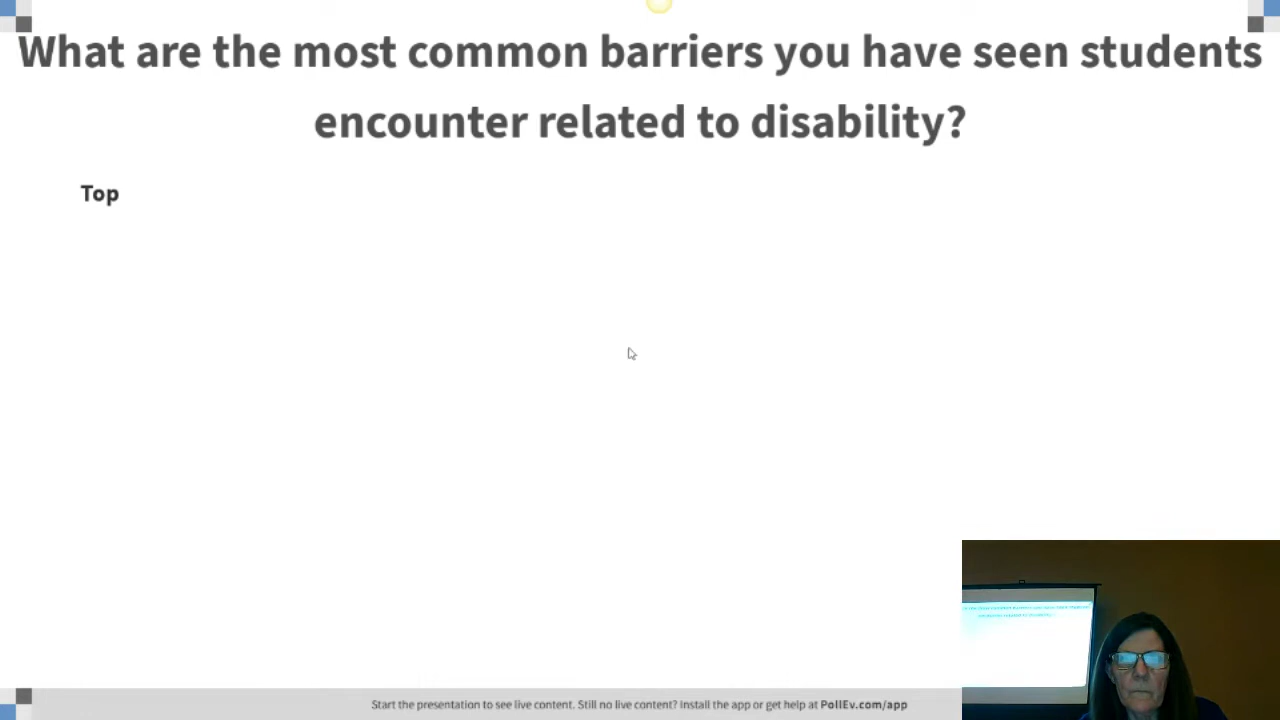 What are the most common barriers you have seen students
encounter related to disability?
Top
Start the presentation to see live content. Still no live content? Install the app or get help at PollEv.com/app